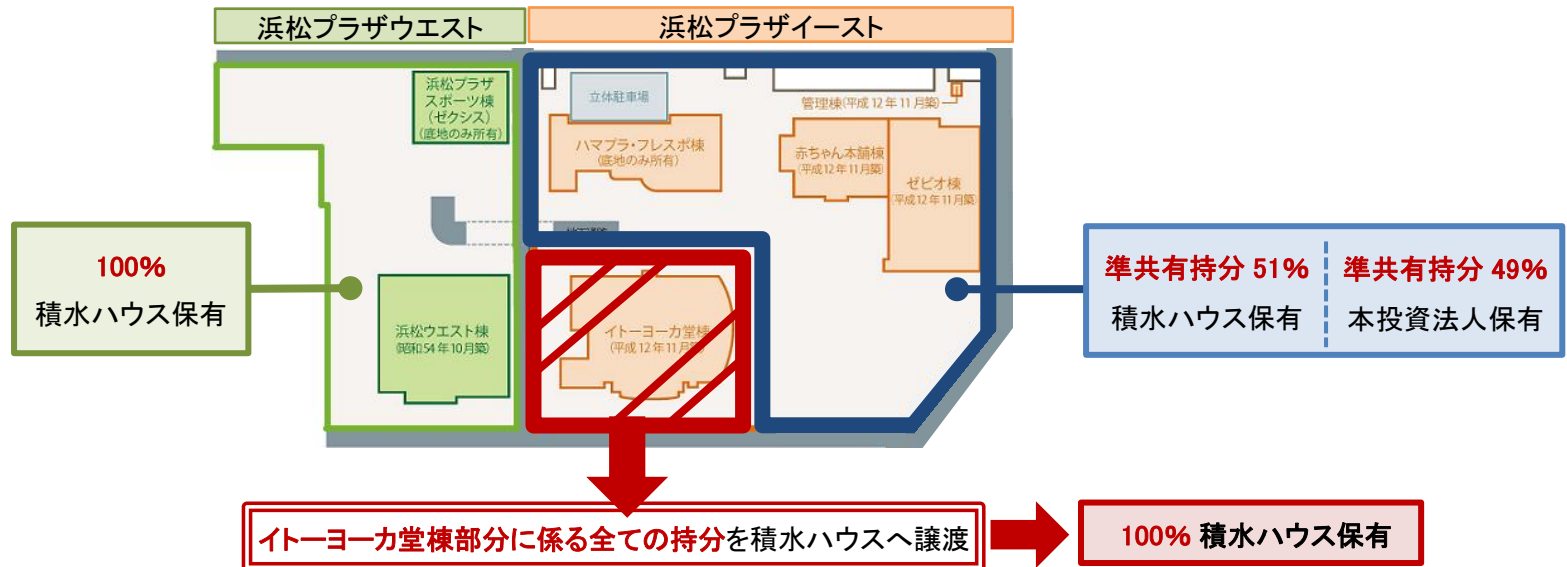 浜松プラザウエスト
浜松プラザイースト
浜松プラザ
スポーツ棟
(ゼクシス)
(底地のみ所有)
立体駐車場
ハマプラ・フレスポ棟
(底地のみ所有)
管理棟(平成12年11月築)
赤ちゃん本舗棟
(平成12年11月築)
ゼビオ棟
(平成12年11月築)
100%
積水ハウス保有
浜松ウエスト棟
(昭和54年10月築)
イトーヨーカ堂棟
(平成12年11月築)
準共有持分 51%
積水ハウス保有
準共有持分 49%
本投資法人保有
イトーヨーカ堂棟部分に係る全ての持分を積水ハウスへ譲渡
100% 積水ハウス保有